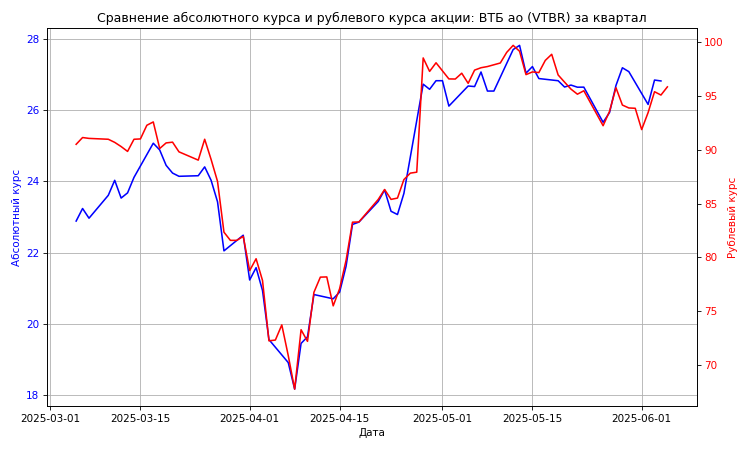 Сравнение абсолютного курса и рублевого курса акции: ВТБ ао (VTBR) за квартал
28
26
24
22
20
18
Абсолютный курс
100
95
90
85
80
75
70
Рублевый курс
2025-03-01 2025-03-15 2025-04-01 2025-04-15 2025-05-01 2025-05-15 2025-06-01
Дата